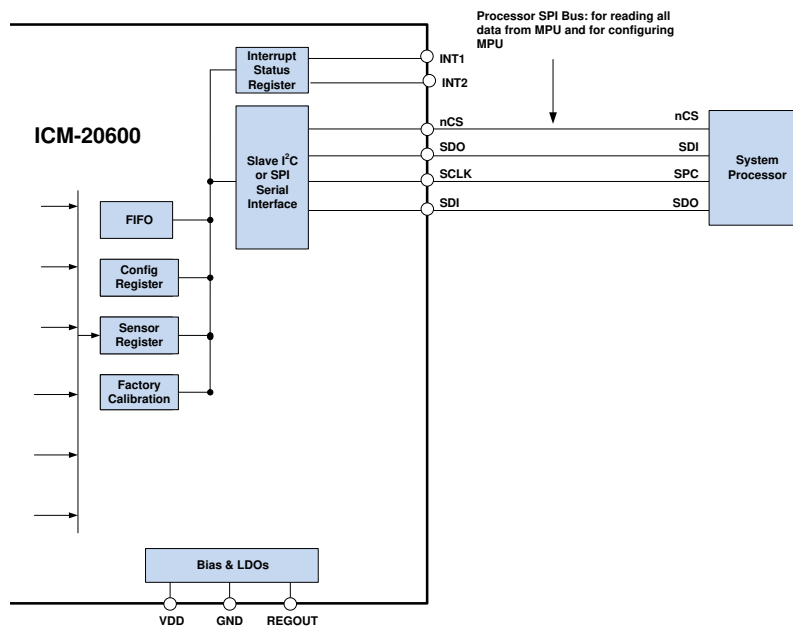 Processor SPI Bus: for reading all
data from MPU and for configuring
MPU
Interrupt
Status
Register
INT1
INT2
ICM-20600
Slave I²C
or SPI
Serial
Interface
nCS
SDO
SCLK
SDI
nCS
SDI
SPC
SDO
System
Processor
FIFO
Config
Register
Sensor
Register
Factory
Calibration
Bias & LDOs
VDD
GND
REGOUT